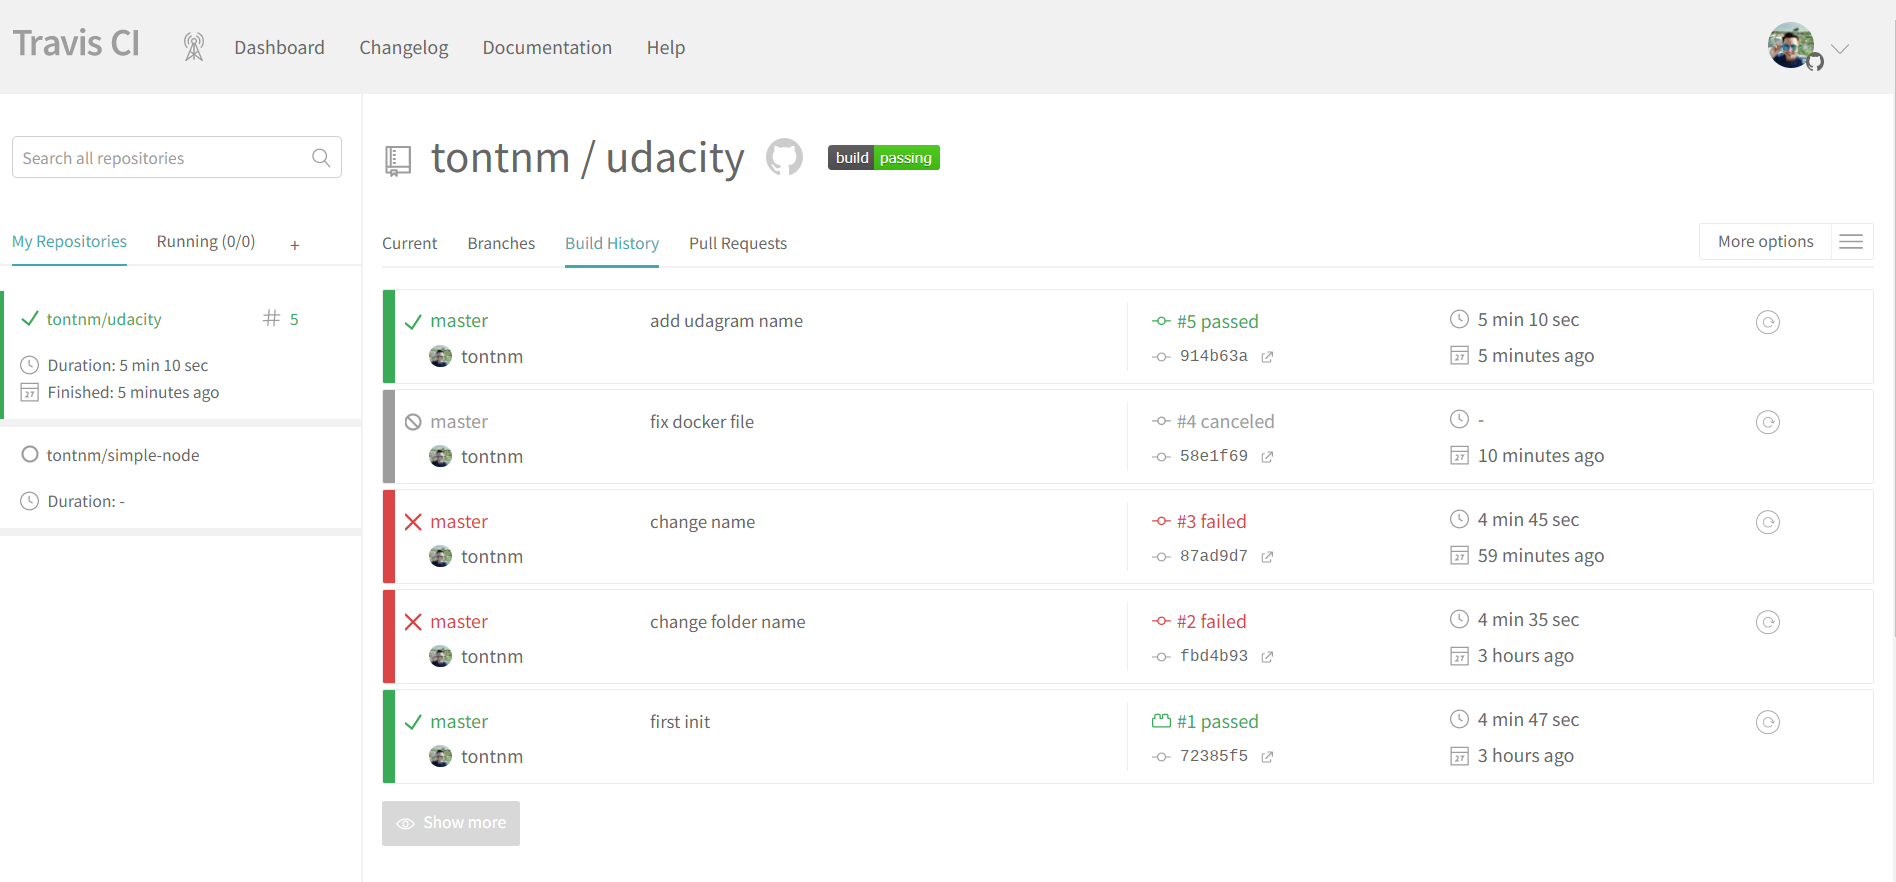 Travis CI
Dashboard Changelog Documentation Help
Search all repositories
My Repositories Running (0/0) +
tontnm/udacity # 5
Duration: 5 min 10 sec
Finished: 5 minutes ago
tontnm/simple-node
Duration: -
tontnm / udacity build passing
Current Branches Build History Pull Requests More options
master add udagram name #5 passed 5 min 10 sec
tontnm 914b63a 5 minutes ago
master fix docker file #4 canceled -
tontnm 58e1f69 10 minutes ago
master change name #3 failed 4 min 45 sec
tontnm 87ad9d7 59 minutes ago
master change folder name #2 failed 4 min 35 sec
tontnm fbd4b93 3 hours ago
master first init #1 passed 4 min 47 sec
tontnm 72385f5 3 hours ago
Show more